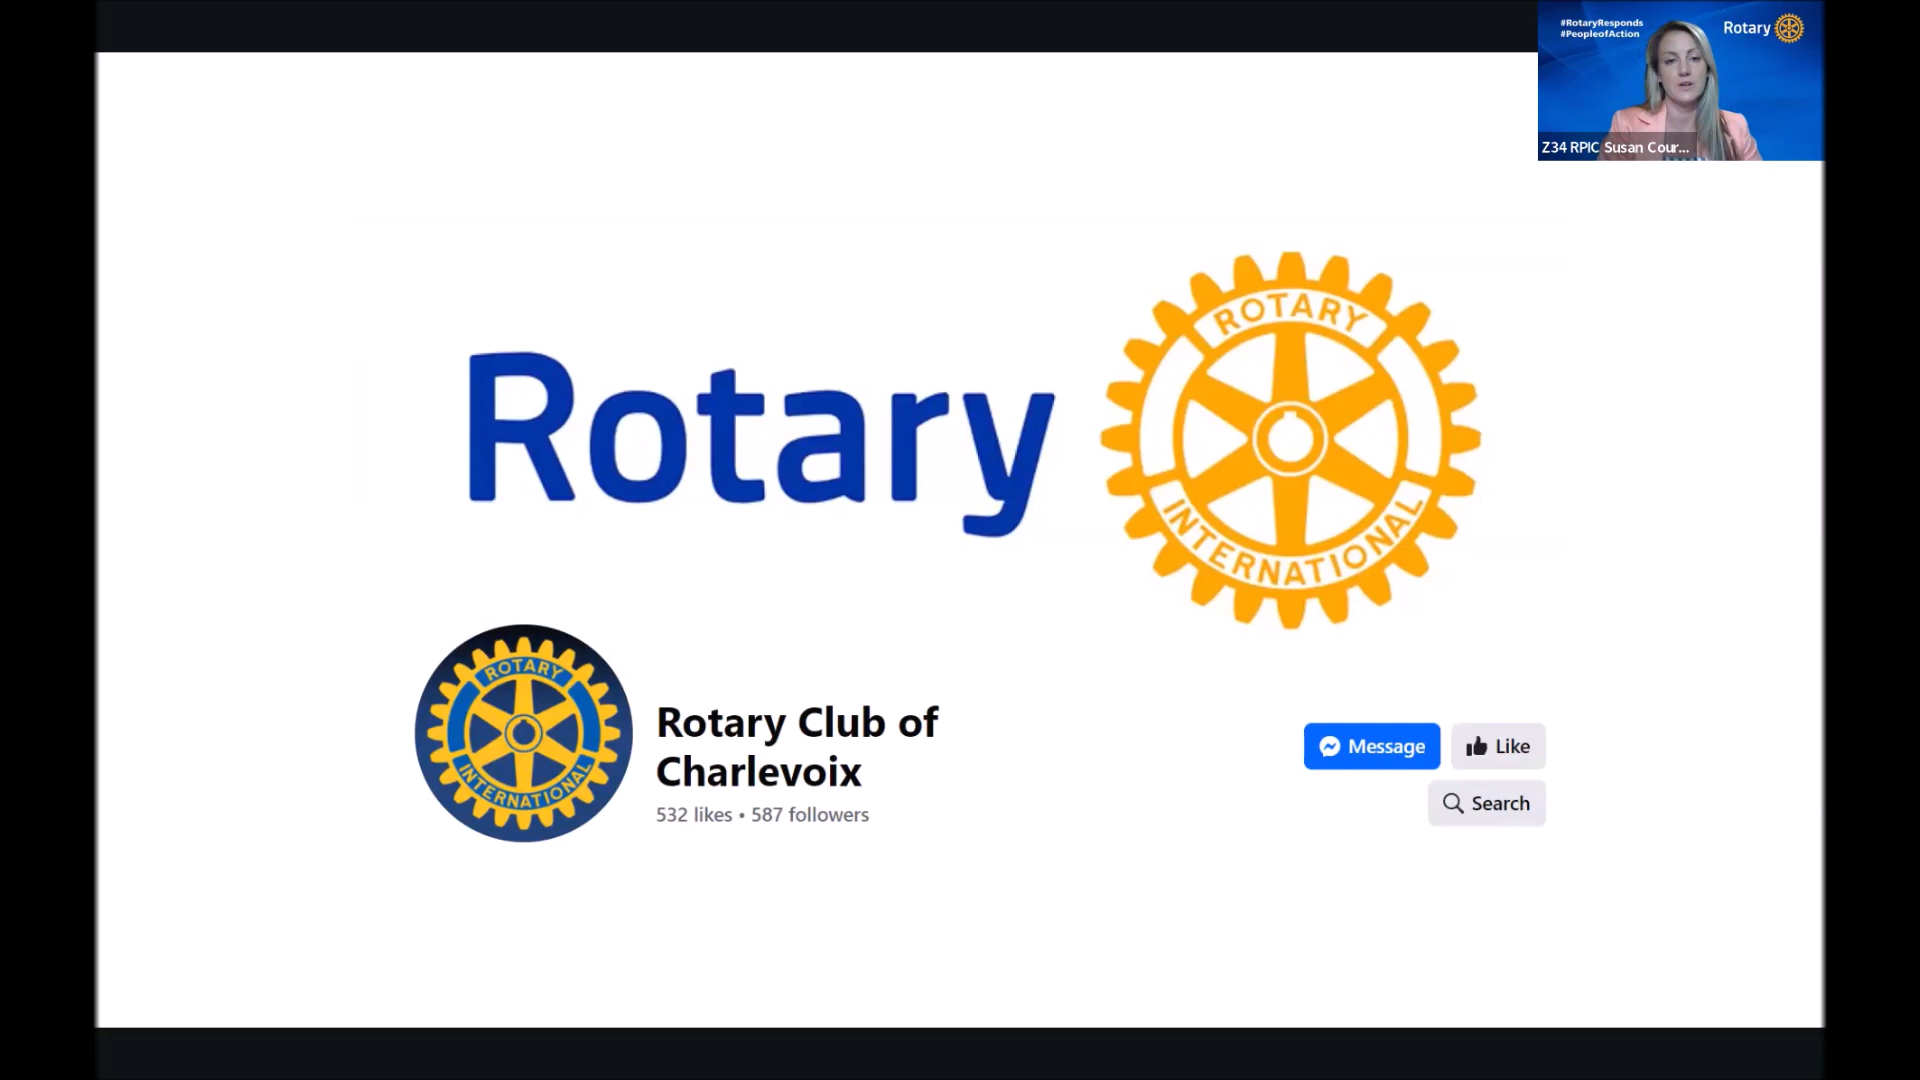 #RotaryResponds
#PeopleofAction
Rotary
Z34 RPIC Susan Cour...
Rotary
ROTARY
INTERNATIONAL
ROTARY
INTERNATIONAL
Rotary Club of
Charlevoix
532 likes • 587 followers
Message
Like
Search